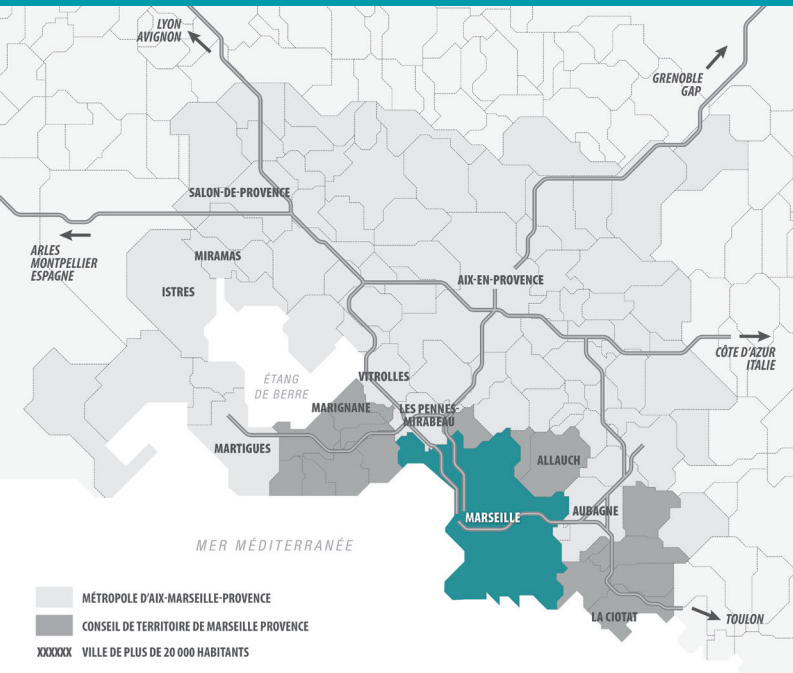 LYON
AVIGNON
GRENOBLE
GAP
SALON-DE-PROVENCE
ARLES
MONTPELLIER
ESPAGNE
MIRAMAS
ISTRES
AIX-EN-PROVENCE
CÔTE D'AZUR
ITALIE
ÉTANG
DE BERRE
VITROLLES
MARIGNANE
LES PENNES-
MIRABEAU
MARTIGUES
ALLAUCH
MARSEILLE
AUBAGNE
MER MÉDITERRANÉE
LA CIOTAT
TOULON
MÉTROPOLE D'AIX-MARSEILLE-PROVENCE
CONSEIL DE TERRITOIRE DE MARSEILLE PROVENCE
XXXXXX VILLE DE PLUS DE 20 000 HABITANTS